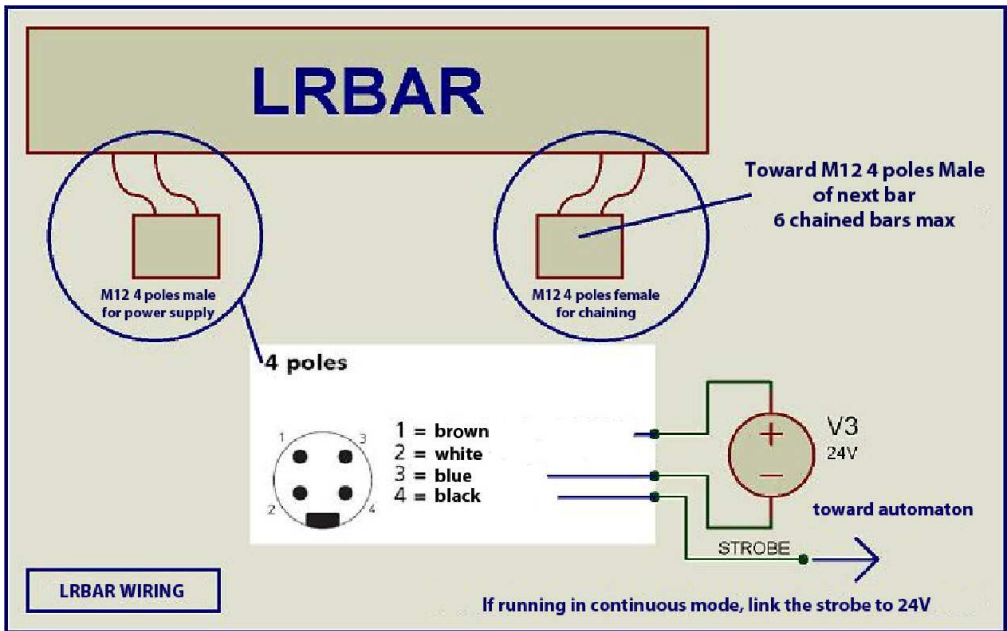 LRBAR
Toward M12 4 poles Male
of next bar
6 chained bars max
M12 4 poles male
for power supply
M12 4 poles female
for chaining
4 poles
1
3
2
4
1 = brown
2 = white
3 = blue
4 = black
+
−
V3
24V
toward automaton
STROBE
LRBAR WIRING
If running in continuous mode, link the strobe to 24V